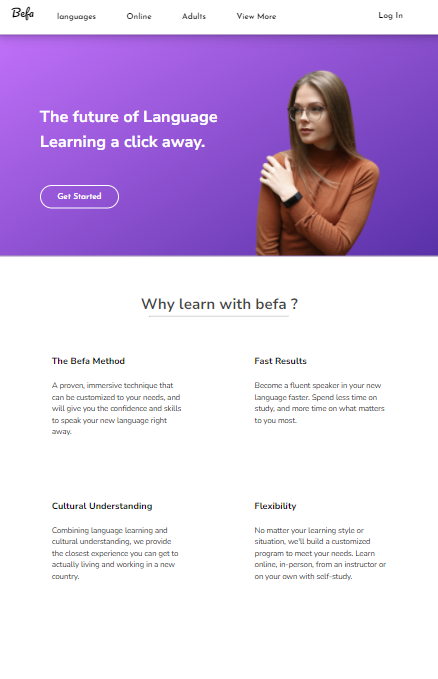 Befa languages Online Adults View More Log In
The future of Language
Learning a click away.
Get Started
Why learn with befa ?
The Befa Method
A proven, immersive technique that
can be customized to your needs, and
will give you the confidence and skills
to speak your new language right
away.
Fast Results
Become a fluent speaker in your new
language faster. Spend less time on
study, and more time on what matters
to you most.
Cultural Understanding
Combining language learning and
cultural understanding, we provide
the closest experience you can get to
actually living and working in a new
country.
Flexibility
No matter your learning style or
situation, we'll build a customized
program to meet your needs. Learn
online, in-person, from an instructor or
on your own with self-study.